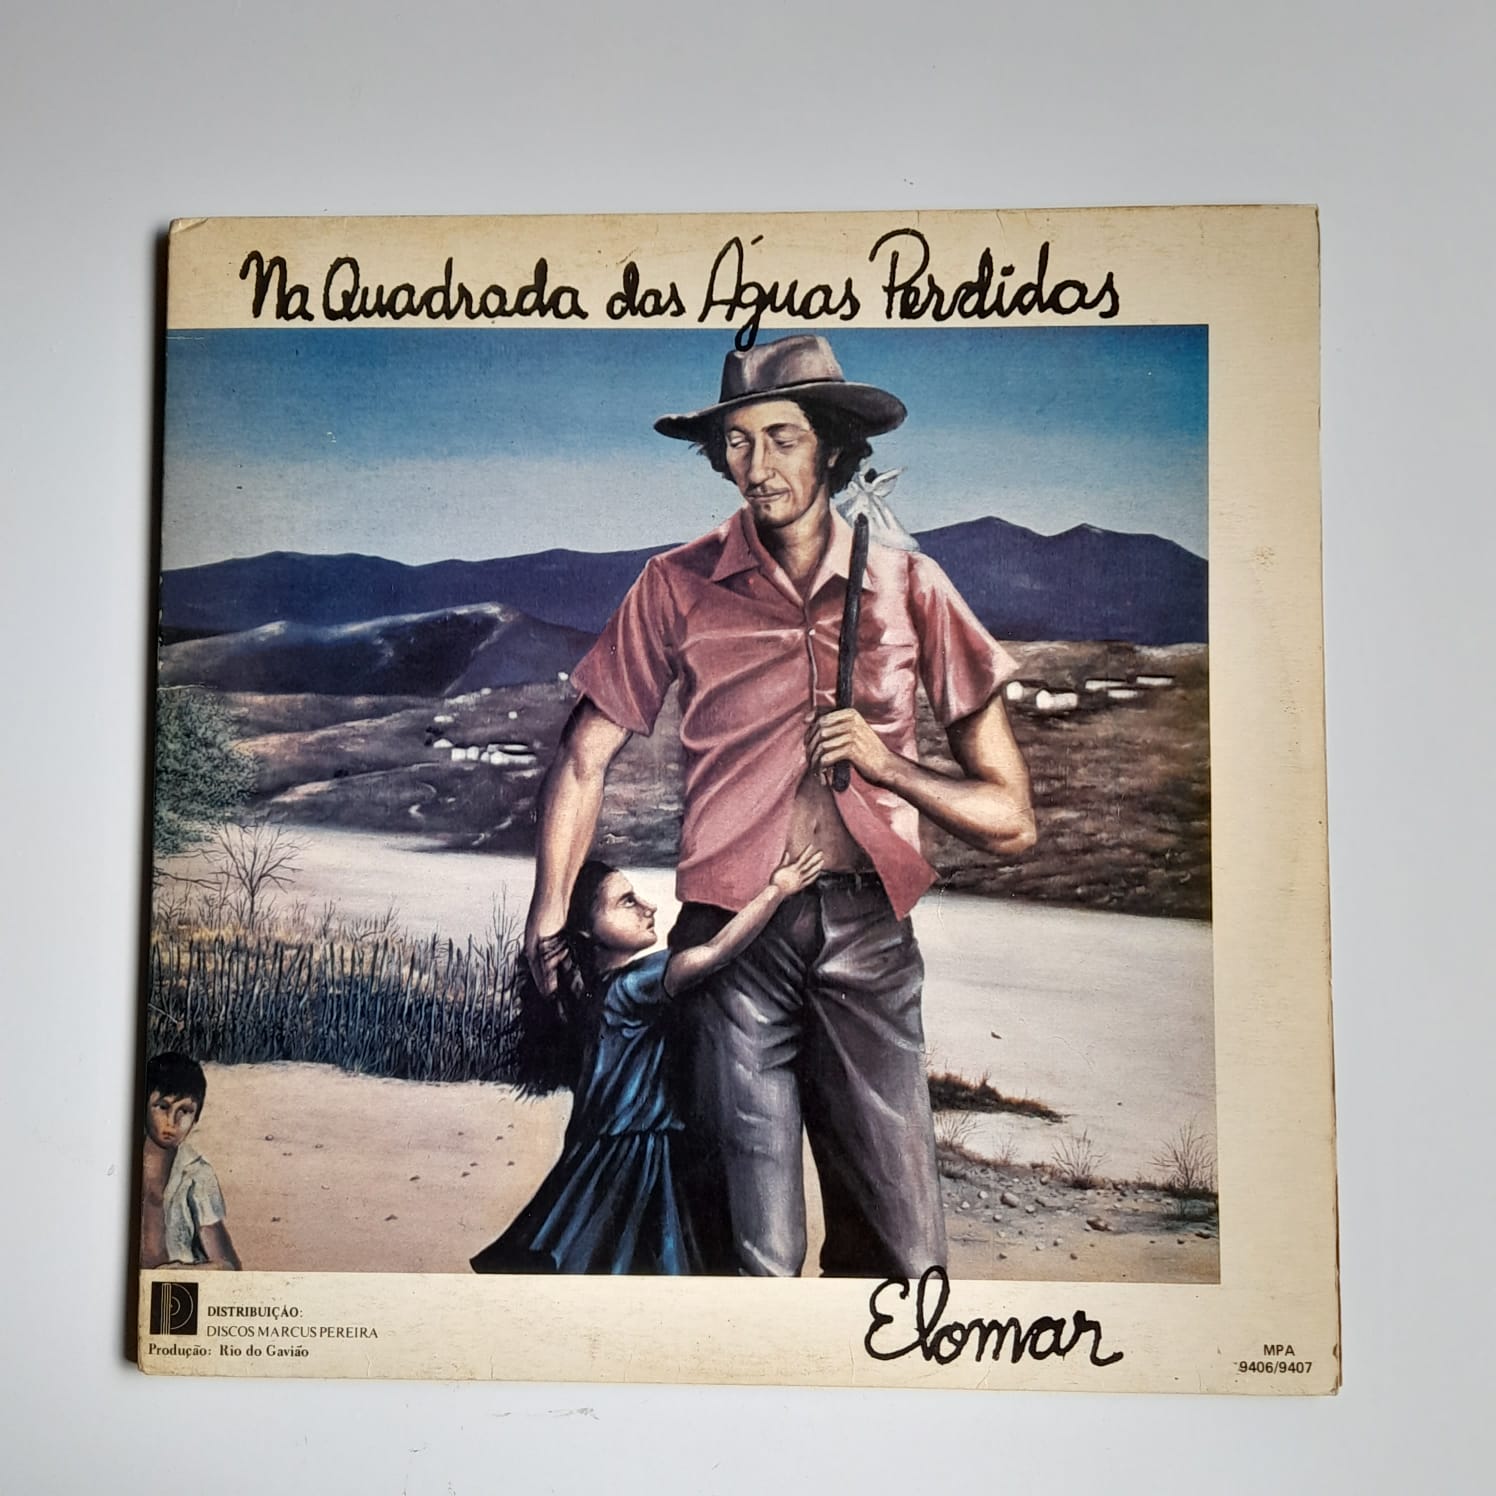 Na Quadrada das Águas Perdidas
Elomar
DISTRIBUIÇÃO:
DISCOS MARCUS PEREIRA
Produção: Rio do Gavião
MPA
9406/9407